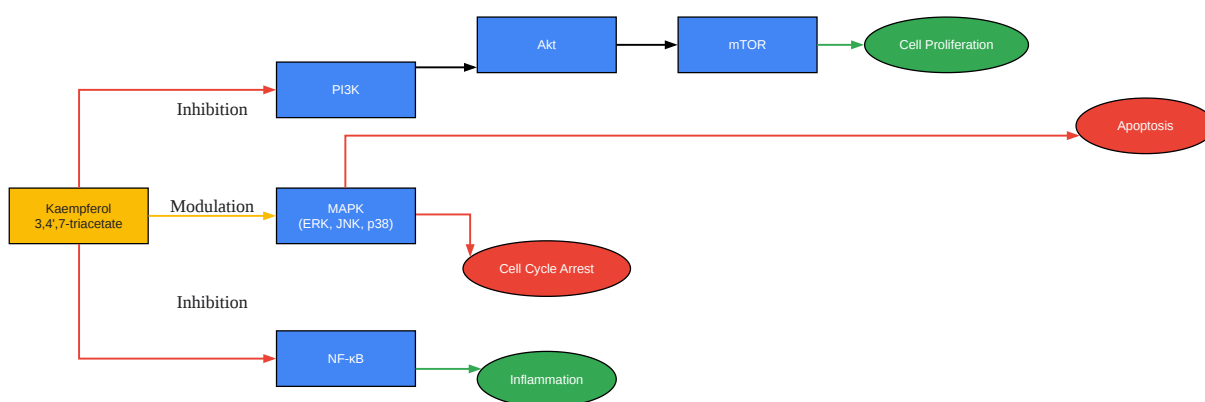 Akt
mTOR
Cell Proliferation
PI3K
Inhibition
Apoptosis
Kaempferol
3,4',7-triacetate
Modulation
MAPK
(ERK, JNK, p38)
Cell Cycle Arrest
Inhibition
NF-κB
Inflammation